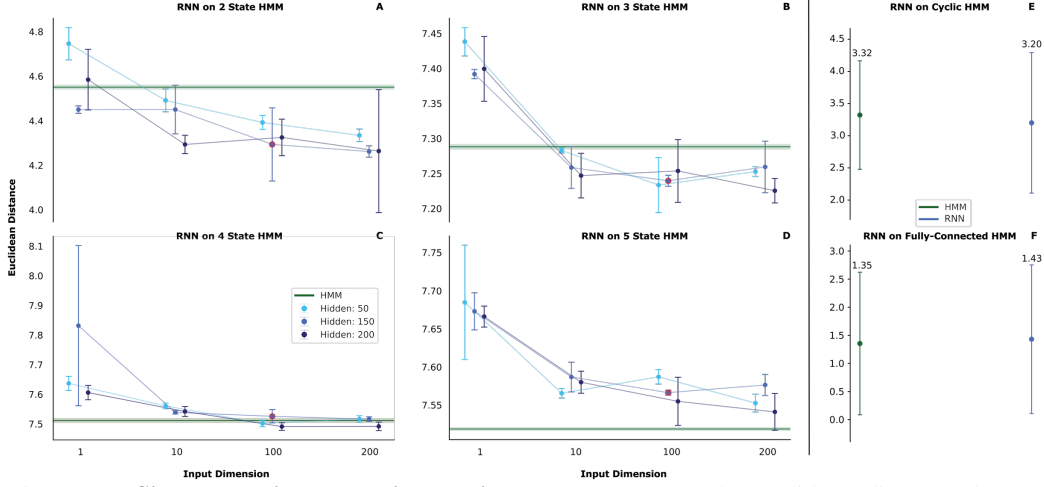 RNN on 2 State HMM A
4.8
4.6
4.4
4.2
4.0
RNN on 3 State HMM B
7.45
7.40
7.35
7.30
7.25
7.20
RNN on Cyclic HMM E
4.5
4.0
3.5
3.0
2.5
2.0
3.32
3.20
HMM
RNN
Euclidean Distance
RNN on 4 State HMM C
8.1
8.0
7.9
7.8
7.7
7.6
7.5
HMM
Hidden: 50
Hidden: 150
Hidden: 200
1 10 100 200
Input Dimension
RNN on 5 State HMM D
7.75
7.70
7.65
7.60
7.55
1 10 100 200
Input Dimension
RNN on Fully-Connected HMM F
3.0
2.5
2.0
1.5
1.0
0.5
0.0
1.35
1.43